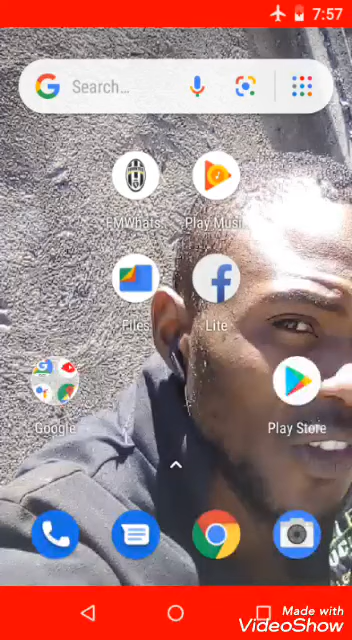 7:57
Search...
FMWhats..
Play Music
Files
Lite
Google
Play Store
Made with
VideoShow